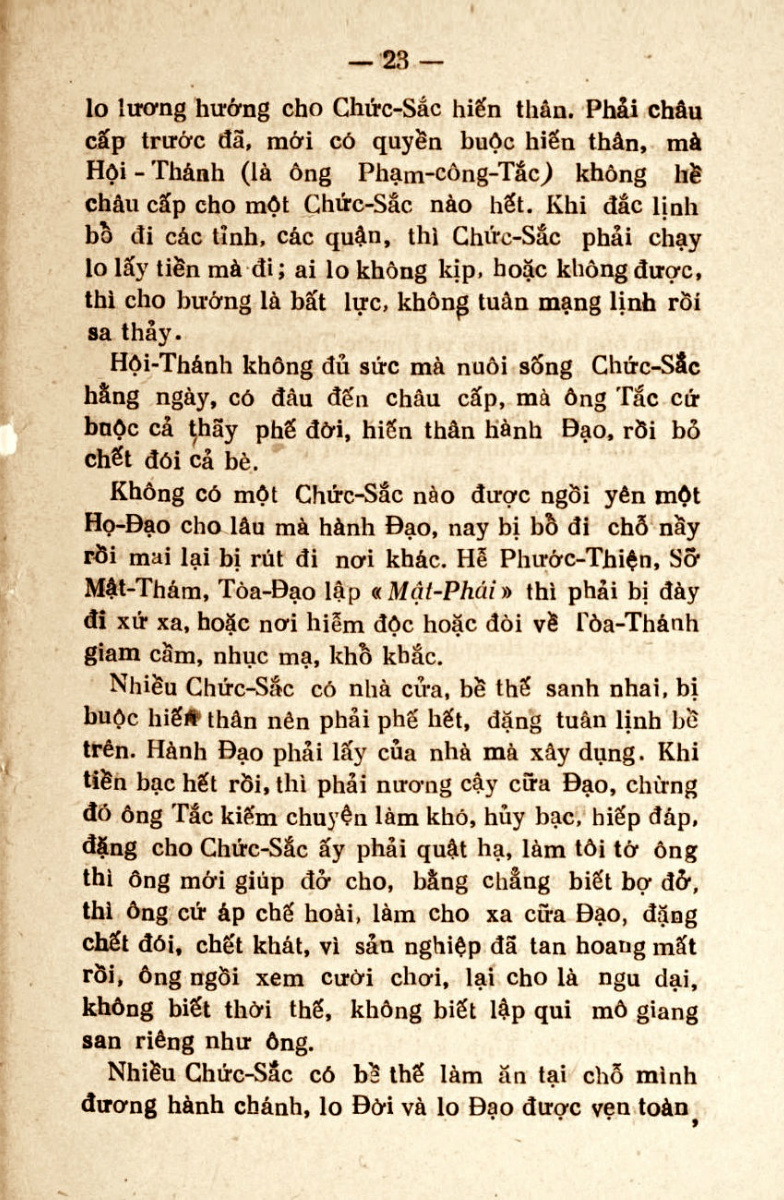 — 23 —
lo lương hướng cho Chức-Sắc hiến thân. Phải châu
cấp trước đã, mới có quyền buộc hiến thân, mà
Hội - Thánh (là ông Phạm-công-Tắc) không hề
châu cấp cho một Chức-Sắc nào hết. Khi đắc lịnh
bồ đi các tỉnh, các quận, thì Chức-Sắc phải chạy
lo lấy tiền mà đi ; ai lo không kịp, hoặc không được,
thì cho bướng là bất lực, không tuân mạng lịnh rồi
sa thảy.
Hội-Thánh không đủ sức mà nuôi sống Chức-Sắc
hằng ngày, có đâu đến châu cấp, mà ông Tắc cứ
buộc cả thẩy phế đời, hiến thân hành Đạo, rồi bỏ
chết đói cả bè.
Không có một Chức-Sắc nào được ngồi yên một
Họ-Đạo cho lâu mà hành Đạo, nay bị bồ đi chỗ nầy
rồi mai lại bị rút đi nơi khác. Hễ Phước-Thiện, Sở
Mật-Thám, Tòa-Đạo lập « Mật-Phái » thì phải bị đày
đi xứ xa, hoặc nơi hiểm độc hoặc đòi về Tòa-Thánh
giam cầm, nhục mạ, khổ khắc.
Nhiều Chức-Sắc có nhà cửa, bề thế sanh nhai, bị
buộc hiến thân nên phải phế hết, đặng tuân lịnh bề
trên. Hành Đạo phải lấy của nhà mà xây dụng. Khi
tiền bạc hết rồi, thì phải nương cậy cữa Đạo, chừng
đó ông Tắc kiếm chuyện làm khó, hủy bạc, hiếp đáp,
đặng cho Chức-Sắc ấy phải quật hạ, làm tôi tớ ông
thì ông mới giúp đở cho, bằng chẳng biết bợ đở,
thì ông cứ áp chế hoài, làm cho xa cữa Đạo, đặng
chết đói, chết khát, vì sản nghiệp đã tan hoang mất
rồi, ông ngồi xem cười chơi, lại cho là ngu dại,
không biết thời thế, không biết lập qui mô giang
san riêng như ông.
Nhiều Chức-Sắc có bề thế làm ăn tại chỗ mình
đương hành chánh, lo Đời và lo Đạo được vẹn toàn,